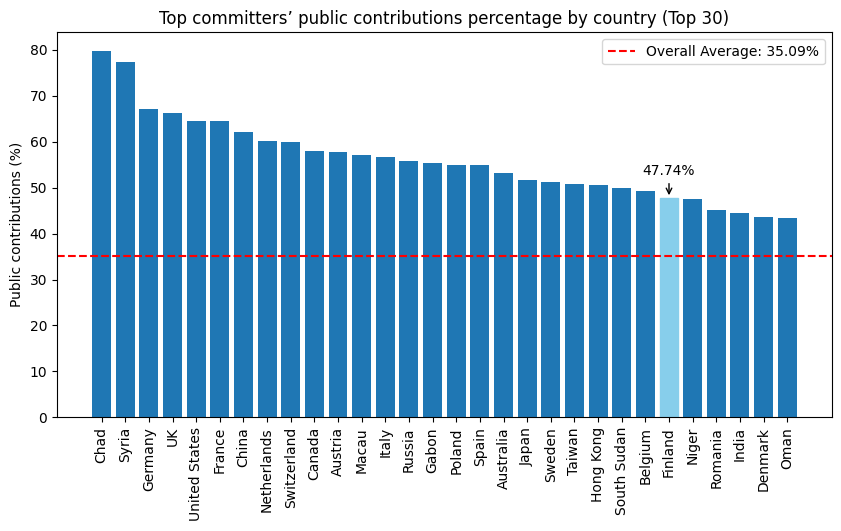 Top committers’ public contributions percentage by country (Top 30)
Overall Average: 35.09%
Public contributions (%)
80
70
60
50
40
30
20
10
0
47.74%
Chad
Syria
Germany
UK
United States
France
China
Netherlands
Switzerland
Canada
Austria
Macau
Italy
Russia
Gabon
Poland
Spain
Australia
Japan
Sweden
Taiwan
Hong Kong
South Sudan
Belgium
Finland
Niger
Romania
India
Denmark
Oman